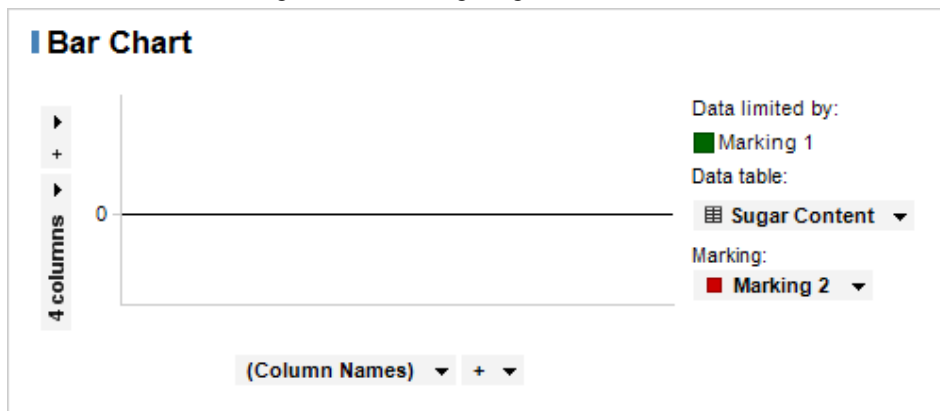 Bar Chart
Data limited by:
Marking 1
+
Data table:
4 columns
0
Sugar Content
Marking:
Marking 2
(Column Names) +